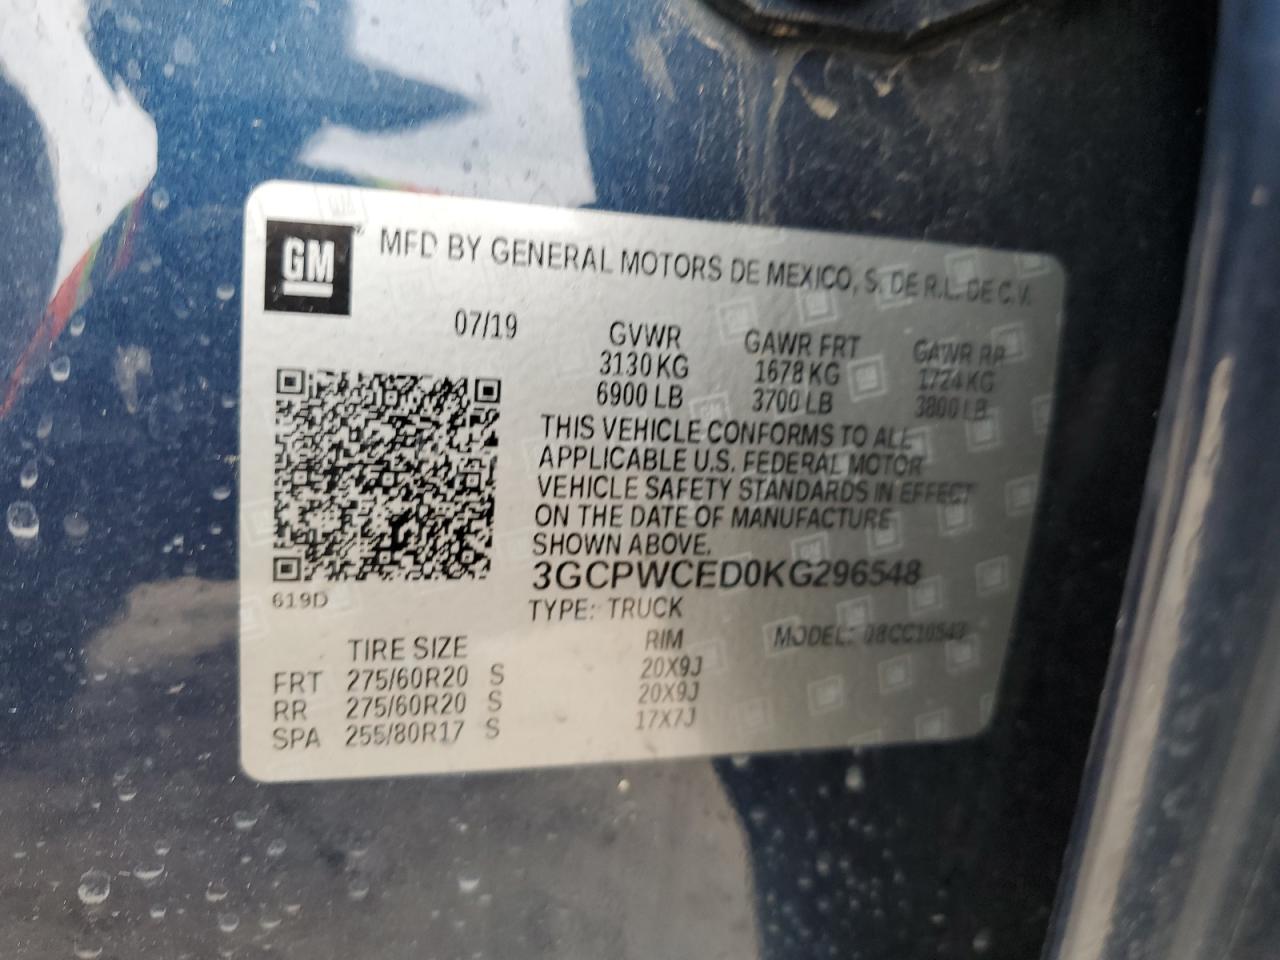 GM MFD BY GENERAL MOTORS DE MEXICO, S. DE R.L. DE C.V.
07/19 GVWR GAWR FRT GAWR RR
3130 KG 1678 KG 1724 KG
6900 LB 3700 LB 3800 LB
THIS VEHICLE CONFORMS TO ALL
APPLICABLE U.S. FEDERAL MOTOR
VEHICLE SAFETY STANDARDS IN EFFECT
ON THE DATE OF MANUFACTURE
SHOWN ABOVE.
3GCPWCED0KG296548
619D TYPE: TRUCK
TIRE SIZE RIM MODEL:
FRT 275/60R20 S 20X9J
RR 275/60R20 S 20X9J
SPA 255/80R17 S 17X7J